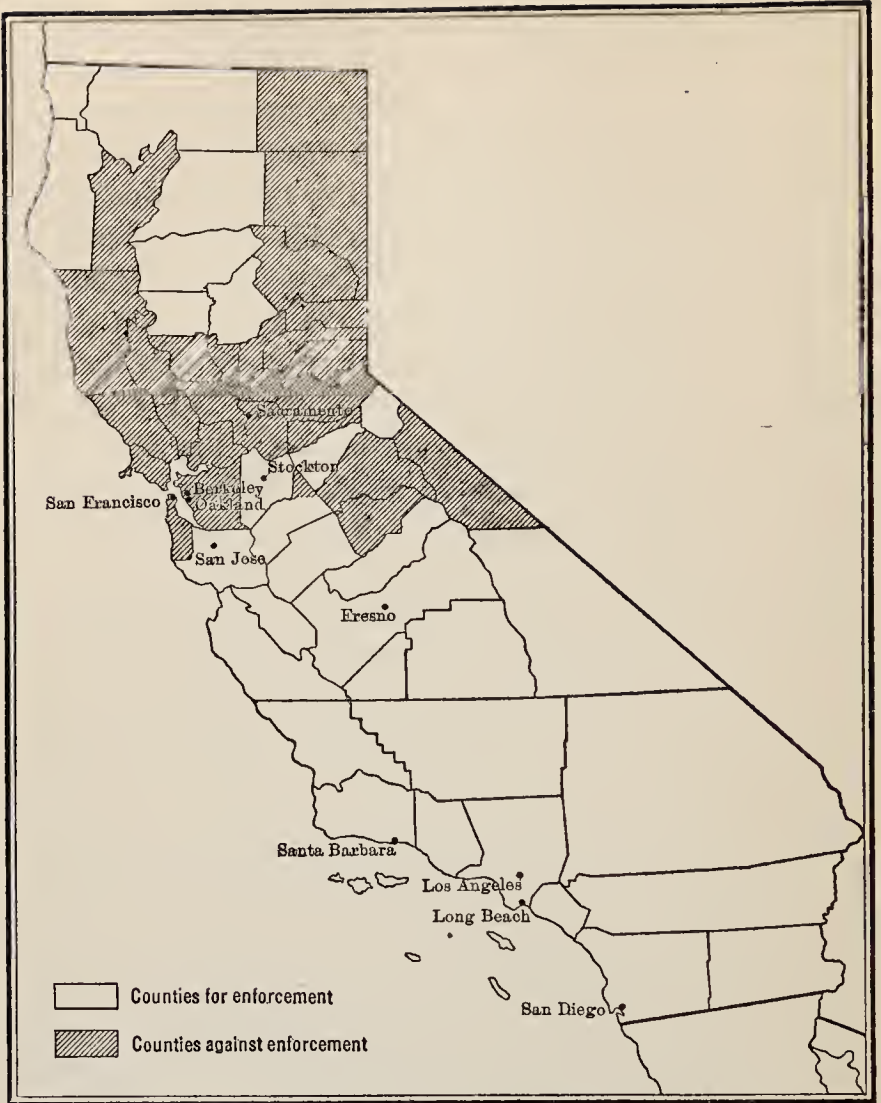 Sacramento
Stockton
Berkeley
Oakland
San Francisco
San Jose
Fresno
Santa Barbara
Los Angeles
Long Beach
San Diego
Counties for enforcement
Counties against enforcement